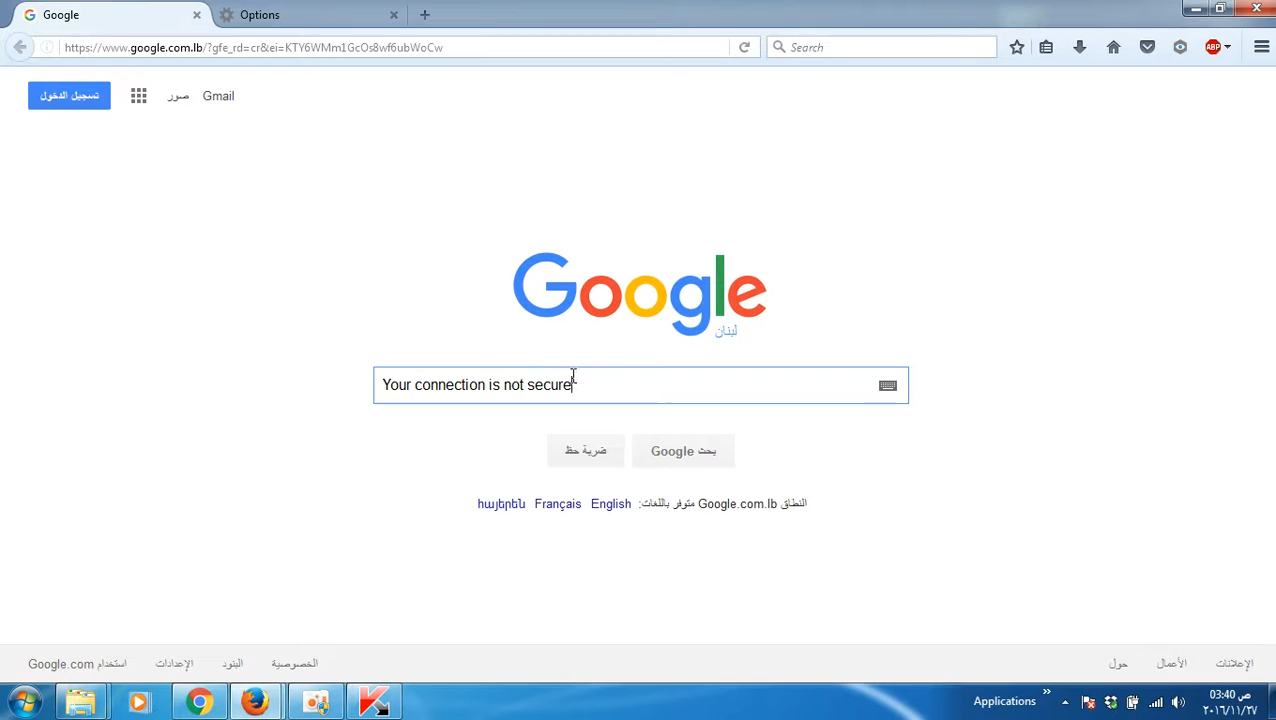 Google
Options
https://www.google.com.lb/?gfe_rd=cr&ei=KTY6WMm1GcOs8wf6ubWoCw
Search
ABP
تسجيل الدخول
صور
Gmail
Google
لبنان
Your connection is not secure
ضربة حظ
بحث Google
النطاق Google.com.lb متوفر باللغات: English Français հայերեն
استخدام Google.com
الإعدادات
البنود
الخصوصية
حول
الأعمال
الإعلانات
Applications
03:40 ص
٢٠١٦/١١/٢٧